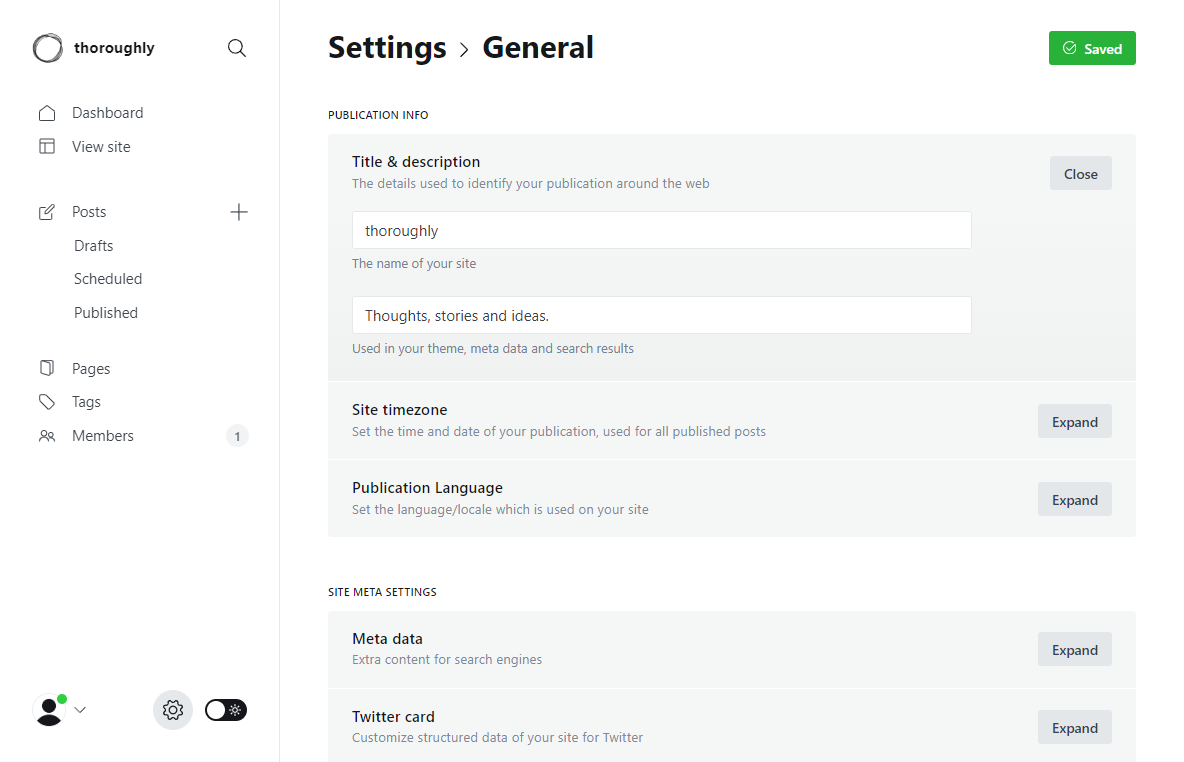 thoroughly
Dashboard
View site
Posts
Drafts
Scheduled
Published
Pages
Tags
Members
1
Settings > General
Saved
PUBLICATION INFO
Title & description
The details used to identify your publication around the web
Close
thoroughly
The name of your site
Thoughts, stories and ideas.
Used in your theme, meta data and search results
Site timezone
Set the time and date of your publication, used for all published posts
Expand
Publication Language
Set the language/locale which is used on your site
Expand
SITE META SETTINGS
Meta data
Extra content for search engines
Expand
Twitter card
Customize structured data of your site for Twitter
Expand